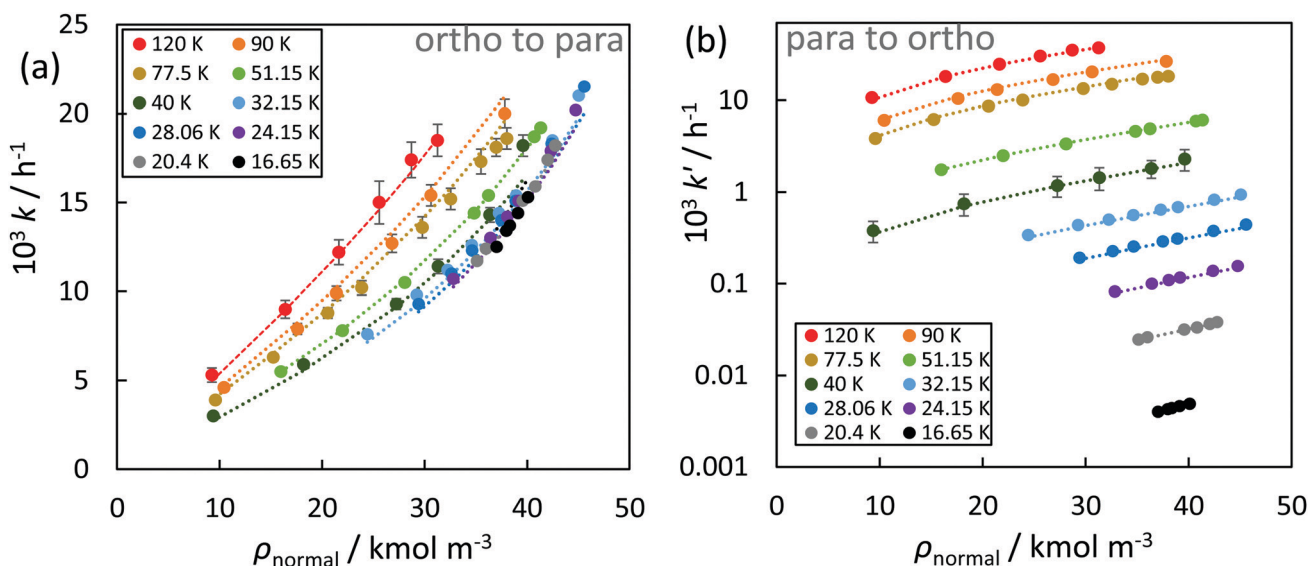 (a)
ortho to para
120 K 90 K
77.5 K 51.15 K
40 K 32.15 K
28.06 K 24.15 K
20.4 K 16.65 K
10³ k / h⁻¹
25
20
15
10
5
0
0 10 20 30 40 50
ρnormal / kmol m⁻³
(b)
para to ortho
10³ k′ / h⁻¹
10
1
0.1
0.01
0.001
120 K 90 K
77.5 K 51.15 K
40 K 32.15 K
28.06 K 24.15 K
20.4 K 16.65 K
0 10 20 30 40 50
ρnormal / kmol m⁻³